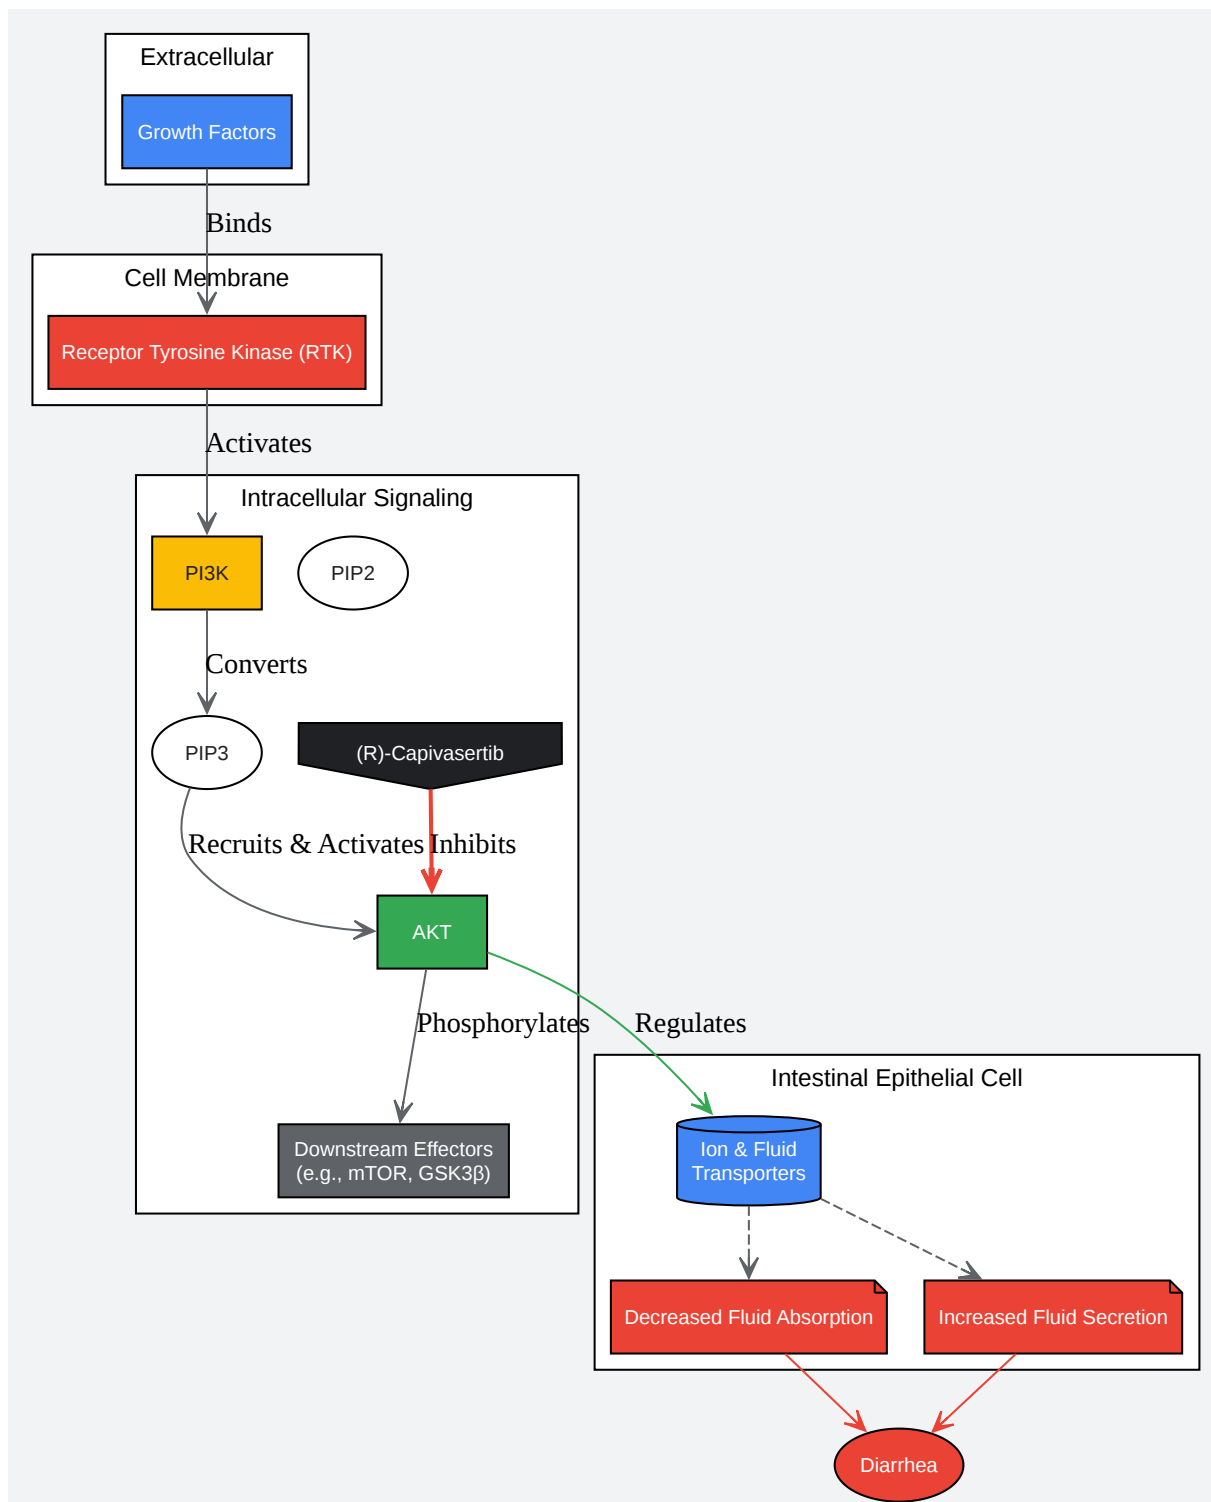 Extracellular
Growth Factors
Binds
Cell Membrane
Receptor Tyrosine Kinase (RTK)
Activates
Intracellular Signaling
PI3K
PIP2
Converts
PIP3
(R)-Capivasertib
Recruits & Activates
Inhibits
AKT
Phosphorylates
Regulates
Downstream Effectors
(e.g., mTOR, GSK3β)
Intestinal Epithelial Cell
Ion & Fluid
Transporters
Decreased Fluid Absorption
Increased Fluid Secretion
Diarrhea